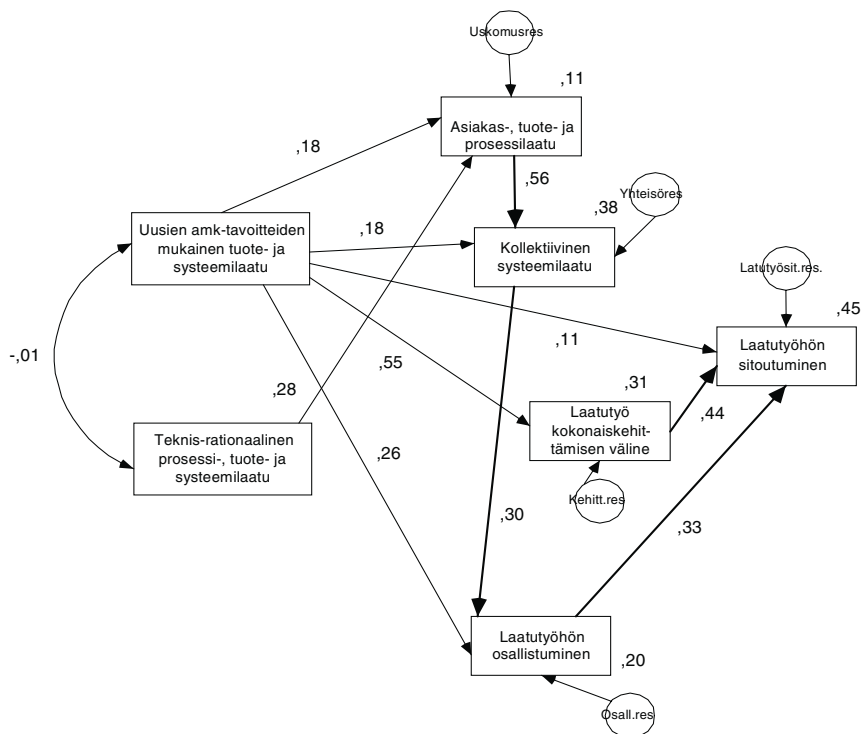 Uskomusres
,11
Asiakas-, tuote- ja
prosessilaatu
,18
,56
Yhteisöres
,38
Uusien amk-tavoitteiden
mukainen tuote- ja
systeemilaatu
,18
Kollektiivinen
systeemilaatu
Latutyösit.res.
,45
Laatutyöhön
sitoutuminen
,11
-,01
,55
,28
,31
Laatutyö
kokonaiskehit-
tämisen väline
,44
Teknis-rationaalinen
prosessi-, tuote- ja
systeemilaatu
,26
Kehitt.res
,30
,33
Laatutyöhön
osallistuminen
,20
Osall.res